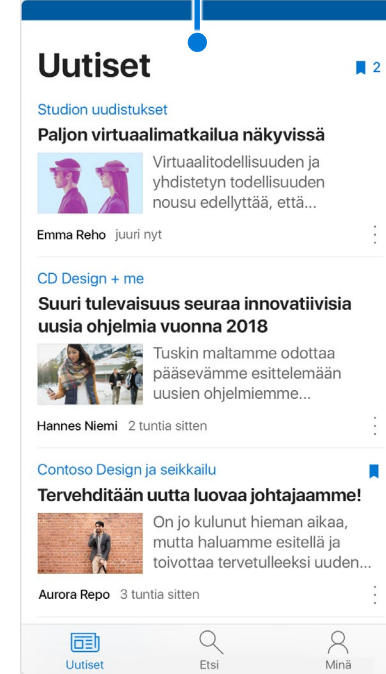 Uutiset
2
Studion uudistukset
Paljon virtuaalimatkailua näkyvissä
Virtuaalitodellisuuden ja
yhdistetyn todellisuuden
nousu edellyttää, että...
Emma Reho juuri nyt
CD Design + me
Suuri tulevaisuus seuraa innovatiivisia
uusia ohjelmia vuonna 2018
Tuskin maltamme odottaa
pääsevämme esittelemään
uusien ohjelmiemme...
Hannes Niemi 2 tuntia sitten
Contoso Design ja seikkailu
Tervehditään uutta luovaa johtajaamme!
On jo kulunut hieman aikaa,
mutta haluamme esitellä ja
toivottaa tervetulleeksi uuden...
Aurora Repo 3 tuntia sitten
Uutiset
Etsi
Minä